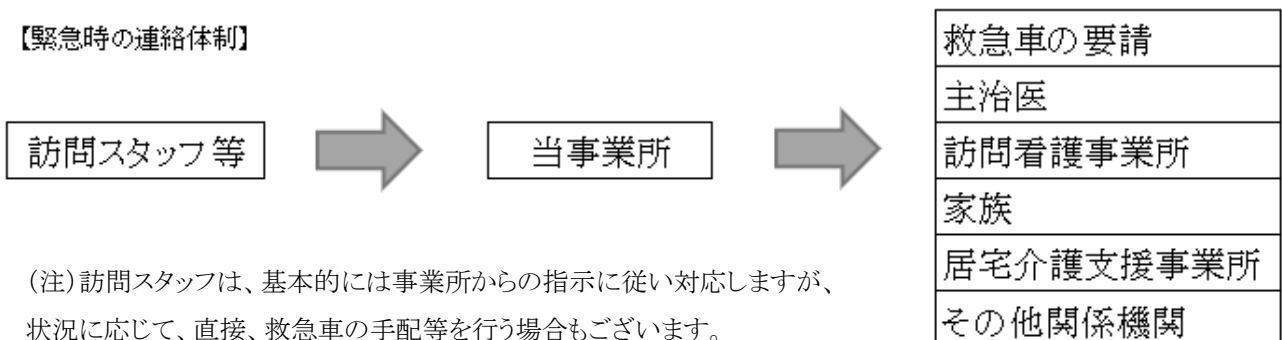 【緊急時の連絡体制】
訪問スタッフ等
当事業所
救急車の要請
主治医
訪問看護事業所
家族
居宅介護支援事業所
その他関係機関
(注)訪問スタッフは、基本的には事業所からの指示に従い対応しますが、
状況に応じて、直接、救急車の手配等を行う場合もございます。